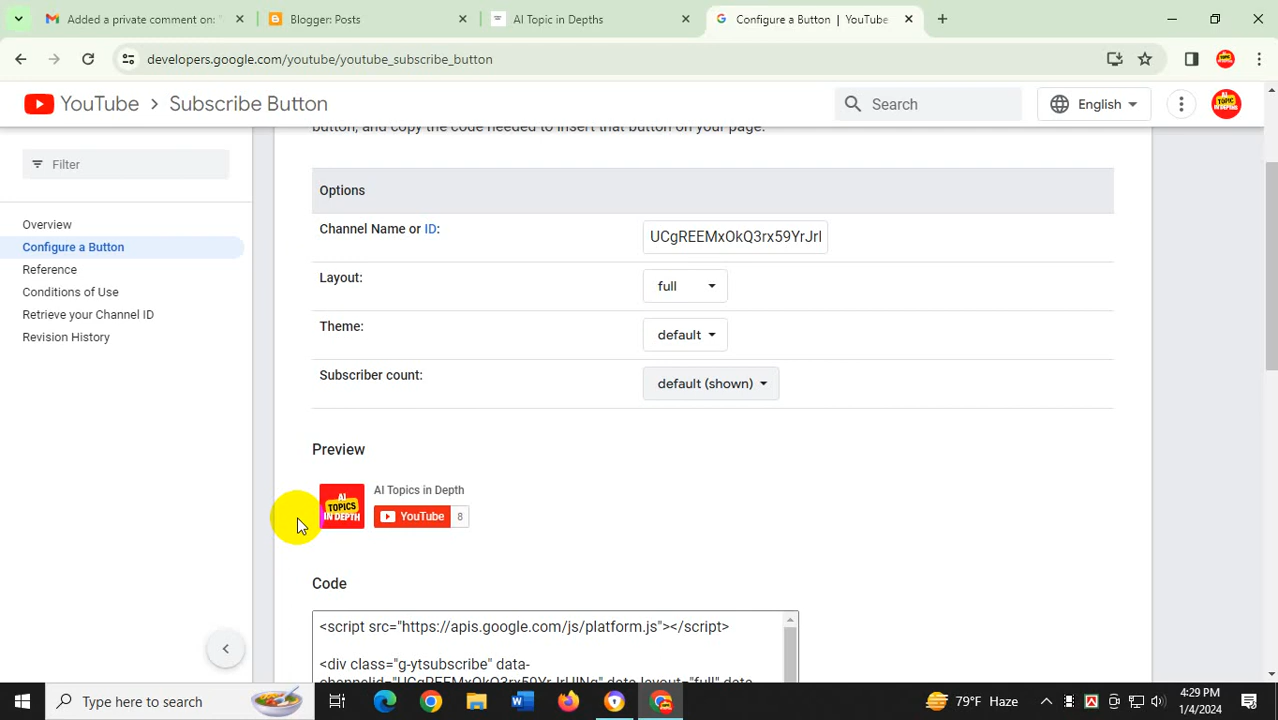 Added a private comment on: "
Blogger: Posts
AI Topic in Depths
Configure a Button | YouTube
developers.google.com/youtube/youtube_subscribe_button
YouTube > Subscribe Button
Search
English
AI TOPIC IN DEPTH
button, and copy the code needed to insert that button on your page.
Filter
Overview
Configure a Button
Reference
Conditions of Use
Retrieve your Channel ID
Revision History
Options
Channel Name or ID:
UCgREEMxOkQ3rx59YrJrl
Layout:
full
Theme:
default
Subscriber count:
default (shown)
Preview
AI TOPICS IN DEPTH
AI Topics in Depth
YouTube 8
Code
<script src="https://apis.google.com/js/platform.js"></script>
<div class="g-ytsubscribe" data-
Type here to search
79°F Haze
4:29 PM
1/4/2024